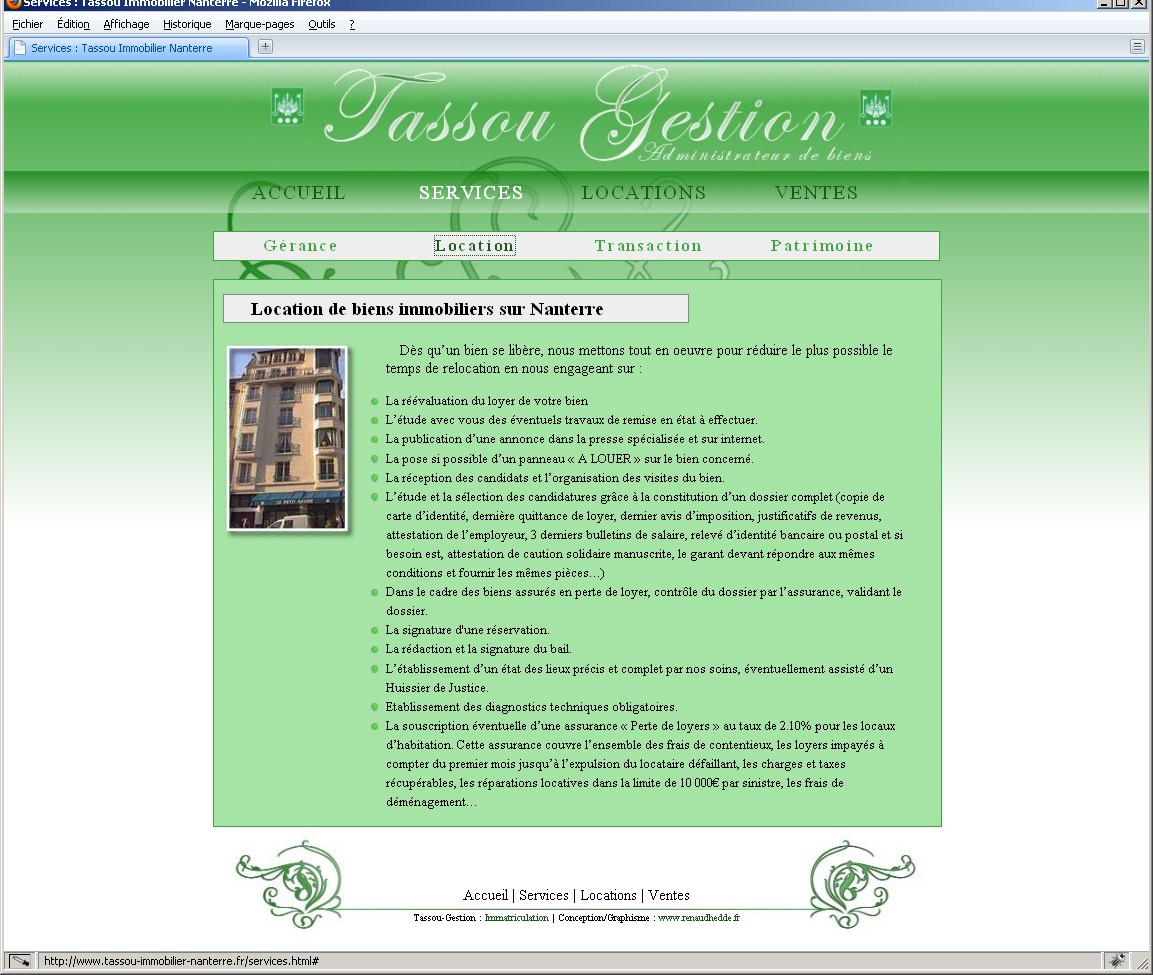 Services : Tassou Immobilier Nanterre - Mozilla Firefox
Fichier Édition Affichage Historique Marque-pages Outils ?
Services : Tassou Immobilier Nanterre
Tassou Gestion
Administrateur de biens
ACCUEIL SERVICES LOCATIONS VENTES
Gérance Location Transaction Patrimoine
Location de biens immobiliers sur Nanterre
Dès qu’un bien se libère, nous mettons tout en oeuvre pour réduire le plus possible le
temps de relocation en nous engageant sur :
La réévaluation du loyer de votre bien
L’étude avec vous des éventuels travaux de remise en état à effectuer.
La publication d’une annonce dans la presse spécialisée et sur internet.
La pose si possible d’un panneau « A LOUER » sur le bien concerné.
La réception des candidats et l’organisation des visites du bien.
L’étude et la sélection des candidatures grâce à la constitution d’un dossier complet (copie de
carte d’identité, dernière quittance de loyer, dernier avis d’imposition, justificatifs de revenus,
attestation de l’employeur, 3 derniers bulletins de salaire, relevé d’identité bancaire ou postal et si
besoin est, attestation de caution solidaire manuscrite, le garant devant répondre aux mêmes
conditions et fournir les mêmes pièces…)
Dans le cadre des biens assurés en perte de loyer, contrôle du dossier par l’assurance, validant le
dossier.
La signature d'une réservation.
La rédaction et la signature du bail.
L’établissement d’un état des lieux précis et complet par nos soins, éventuellement assisté d’un
Huissier de Justice.
Etablissement des diagnostics techniques obligatoires.
La souscription éventuelle d’une assurance « Perte de loyers » au taux de 2.10% pour les locaux
d’habitation. Cette assurance couvre l’ensemble des frais de contentieux, les loyers impayés à
compter du premier mois jusqu’à l’expulsion du locataire défaillant, les charges et taxes
récupérables, les réparations locatives dans la limite de 10 000€ par sinistre, les frais de
déménagement…
Accueil | Services | Locations | Ventes
Tassou-Gestion : Immatriculation | Conception/Graphisme : www.renaudhedde.fr
http://www.tassou-immobilier-nanterre.fr/services.html#